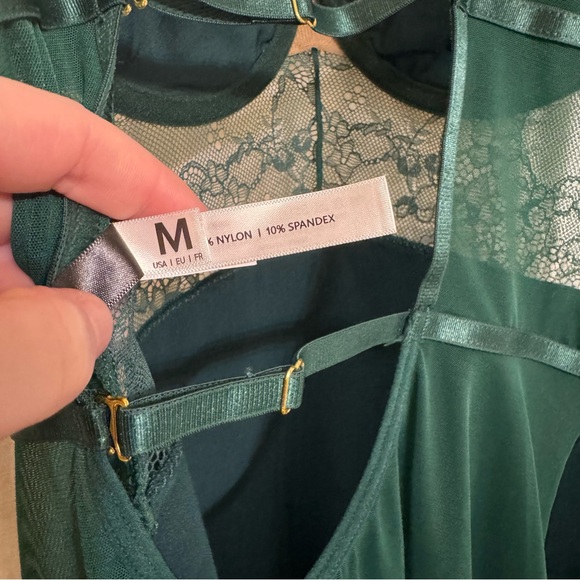 M
USA | EU | FR
% NYLON | 10% SPANDEX